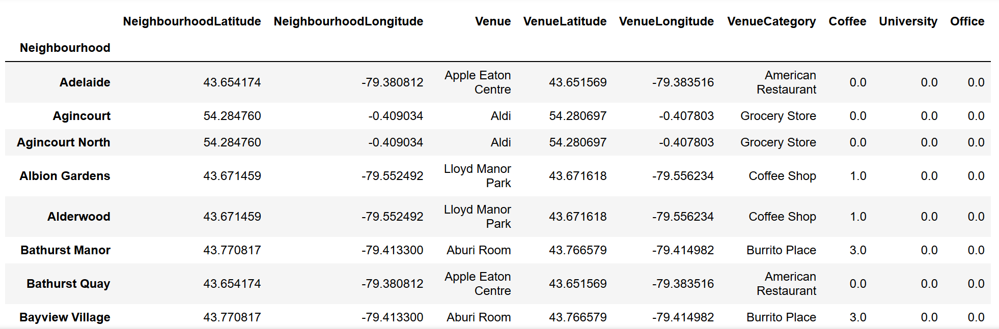 NeighbourhoodLatitude NeighbourhoodLongitude Venue VenueLatitude VenueLongitude VenueCategory Coffee University Office
Neighbourhood
Adelaide 43.654174 -79.380812 Apple Eaton Centre 43.651569 -79.383516 American Restaurant 0.0 0.0 0.0
Agincourt 54.284760 -0.409034 Aldi 54.280697 -0.407803 Grocery Store 0.0 0.0 0.0
Agincourt North 54.284760 -0.409034 Aldi 54.280697 -0.407803 Grocery Store 0.0 0.0 0.0
Albion Gardens 43.671459 -79.552492 Lloyd Manor Park 43.671618 -79.556234 Coffee Shop 1.0 0.0 0.0
Alderwood 43.671459 -79.552492 Lloyd Manor Park 43.671618 -79.556234 Coffee Shop 1.0 0.0 0.0
Bathurst Manor 43.770817 -79.413300 Aburi Room 43.766579 -79.414982 Burrito Place 3.0 0.0 0.0
Bathurst Quay 43.654174 -79.380812 Apple Eaton Centre 43.651569 -79.383516 American Restaurant 0.0 0.0 0.0
Bayview Village 43.770817 -79.413300 Aburi Room 43.766579 -79.414982 Burrito Place 3.0 0.0 0.0